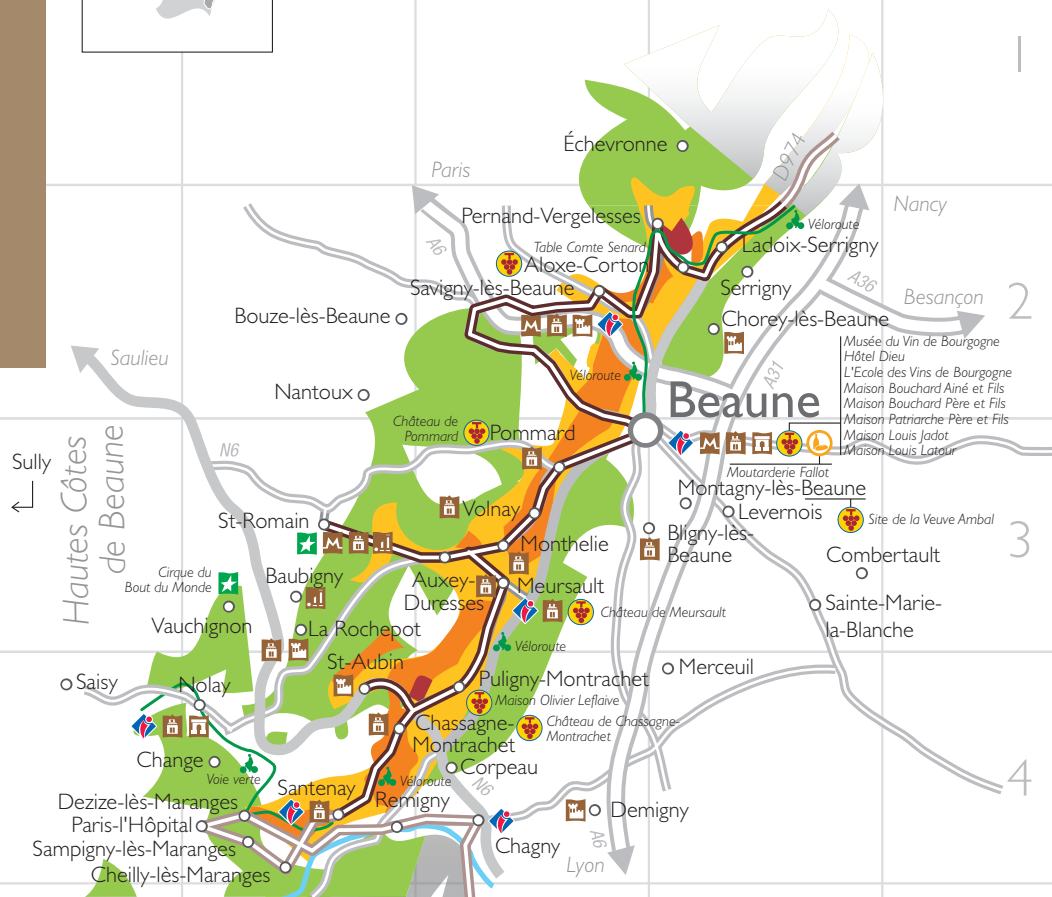 Échevronne
D974
Paris
Nancy
Pernand-Vergelesses
Véloroute
A6
Table Comte Senard
Ladoix-Serrigny
Aloxe-Corton
Savigny-lès-Beaune
Serrigny
A36
Besançon
2
Bouze-lès-Beaune
Chorey-lès-Beaune
Musée du Vin de Bourgogne
Hôtel Dieu
L'Ecole des Vins de Bourgogne
Maison Bouchard Ainé et Fils
Maison Bouchard Père et Fils
Maison Patriarche Père et Fils
Maison Louis Jadot
Maison Louis Latour
Saulieu
A31
Véloroute
Nantoux
Beaune
Château de
Pommard
Pommard
N6
Sully
Hautes Côtes
de Beaune
Moutarderie Fallot
Montagny-lès-Beaune
Levernois
Site de la Veuve Ambal
Volnay
St-Romain
Bligny-lès-
Beaune
Monthelie
Combertault
3
Cirque du
Bout du Monde
Baubigny
Auxey-
Duresses
Meursault
Château de Meursault
Sainte-Marie-
la-Blanche
Vauchignon
La Rochepot
Véloroute
St-Aubin
Merceuil
Saisy
Nolay
Puligny-Montrachet
Maison Olivier Leflaive
Chassagne-
Montrachet
Château de Chassagne-
Montrachet
Change
Voie verte
Corpeau
Véloroute
N6
4
Santenay
Remigny
Dezize-lès-Maranges
Paris-l'Hôpital
Demigny
Sampigny-lès-Maranges
Chagny
A6
Lyon
Cheilly-lès-Maranges